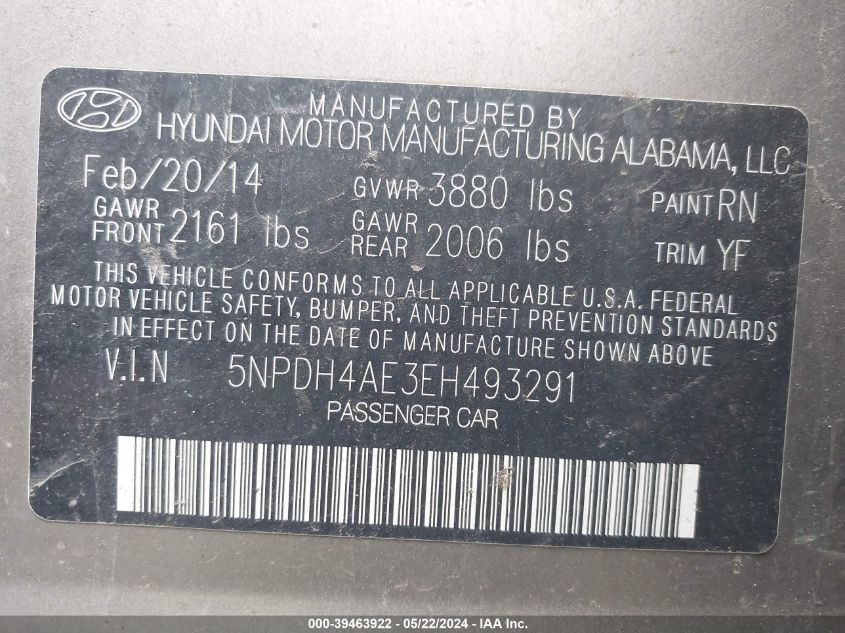 MANUFACTURED BY
HYUNDAI MOTOR MANUFACTURING ALABAMA, LLC
Feb/20/14 GVWR 3880 lbs PAINT RN
GAWR FRONT 2161 lbs GAWR REAR 2006 lbs TRIM YF
THIS VEHICLE CONFORMS TO ALL APPLICABLE U.S.A. FEDERAL
MOTOR VEHICLE SAFETY, BUMPER, AND THEFT PREVENTION STANDARDS
IN EFFECT ON THE DATE OF MANUFACTURE SHOWN ABOVE
V.I.N 5NPDH4AE3EH493291
PASSENGER CAR
000-39463922 - 05/22/2024 - IAA Inc.